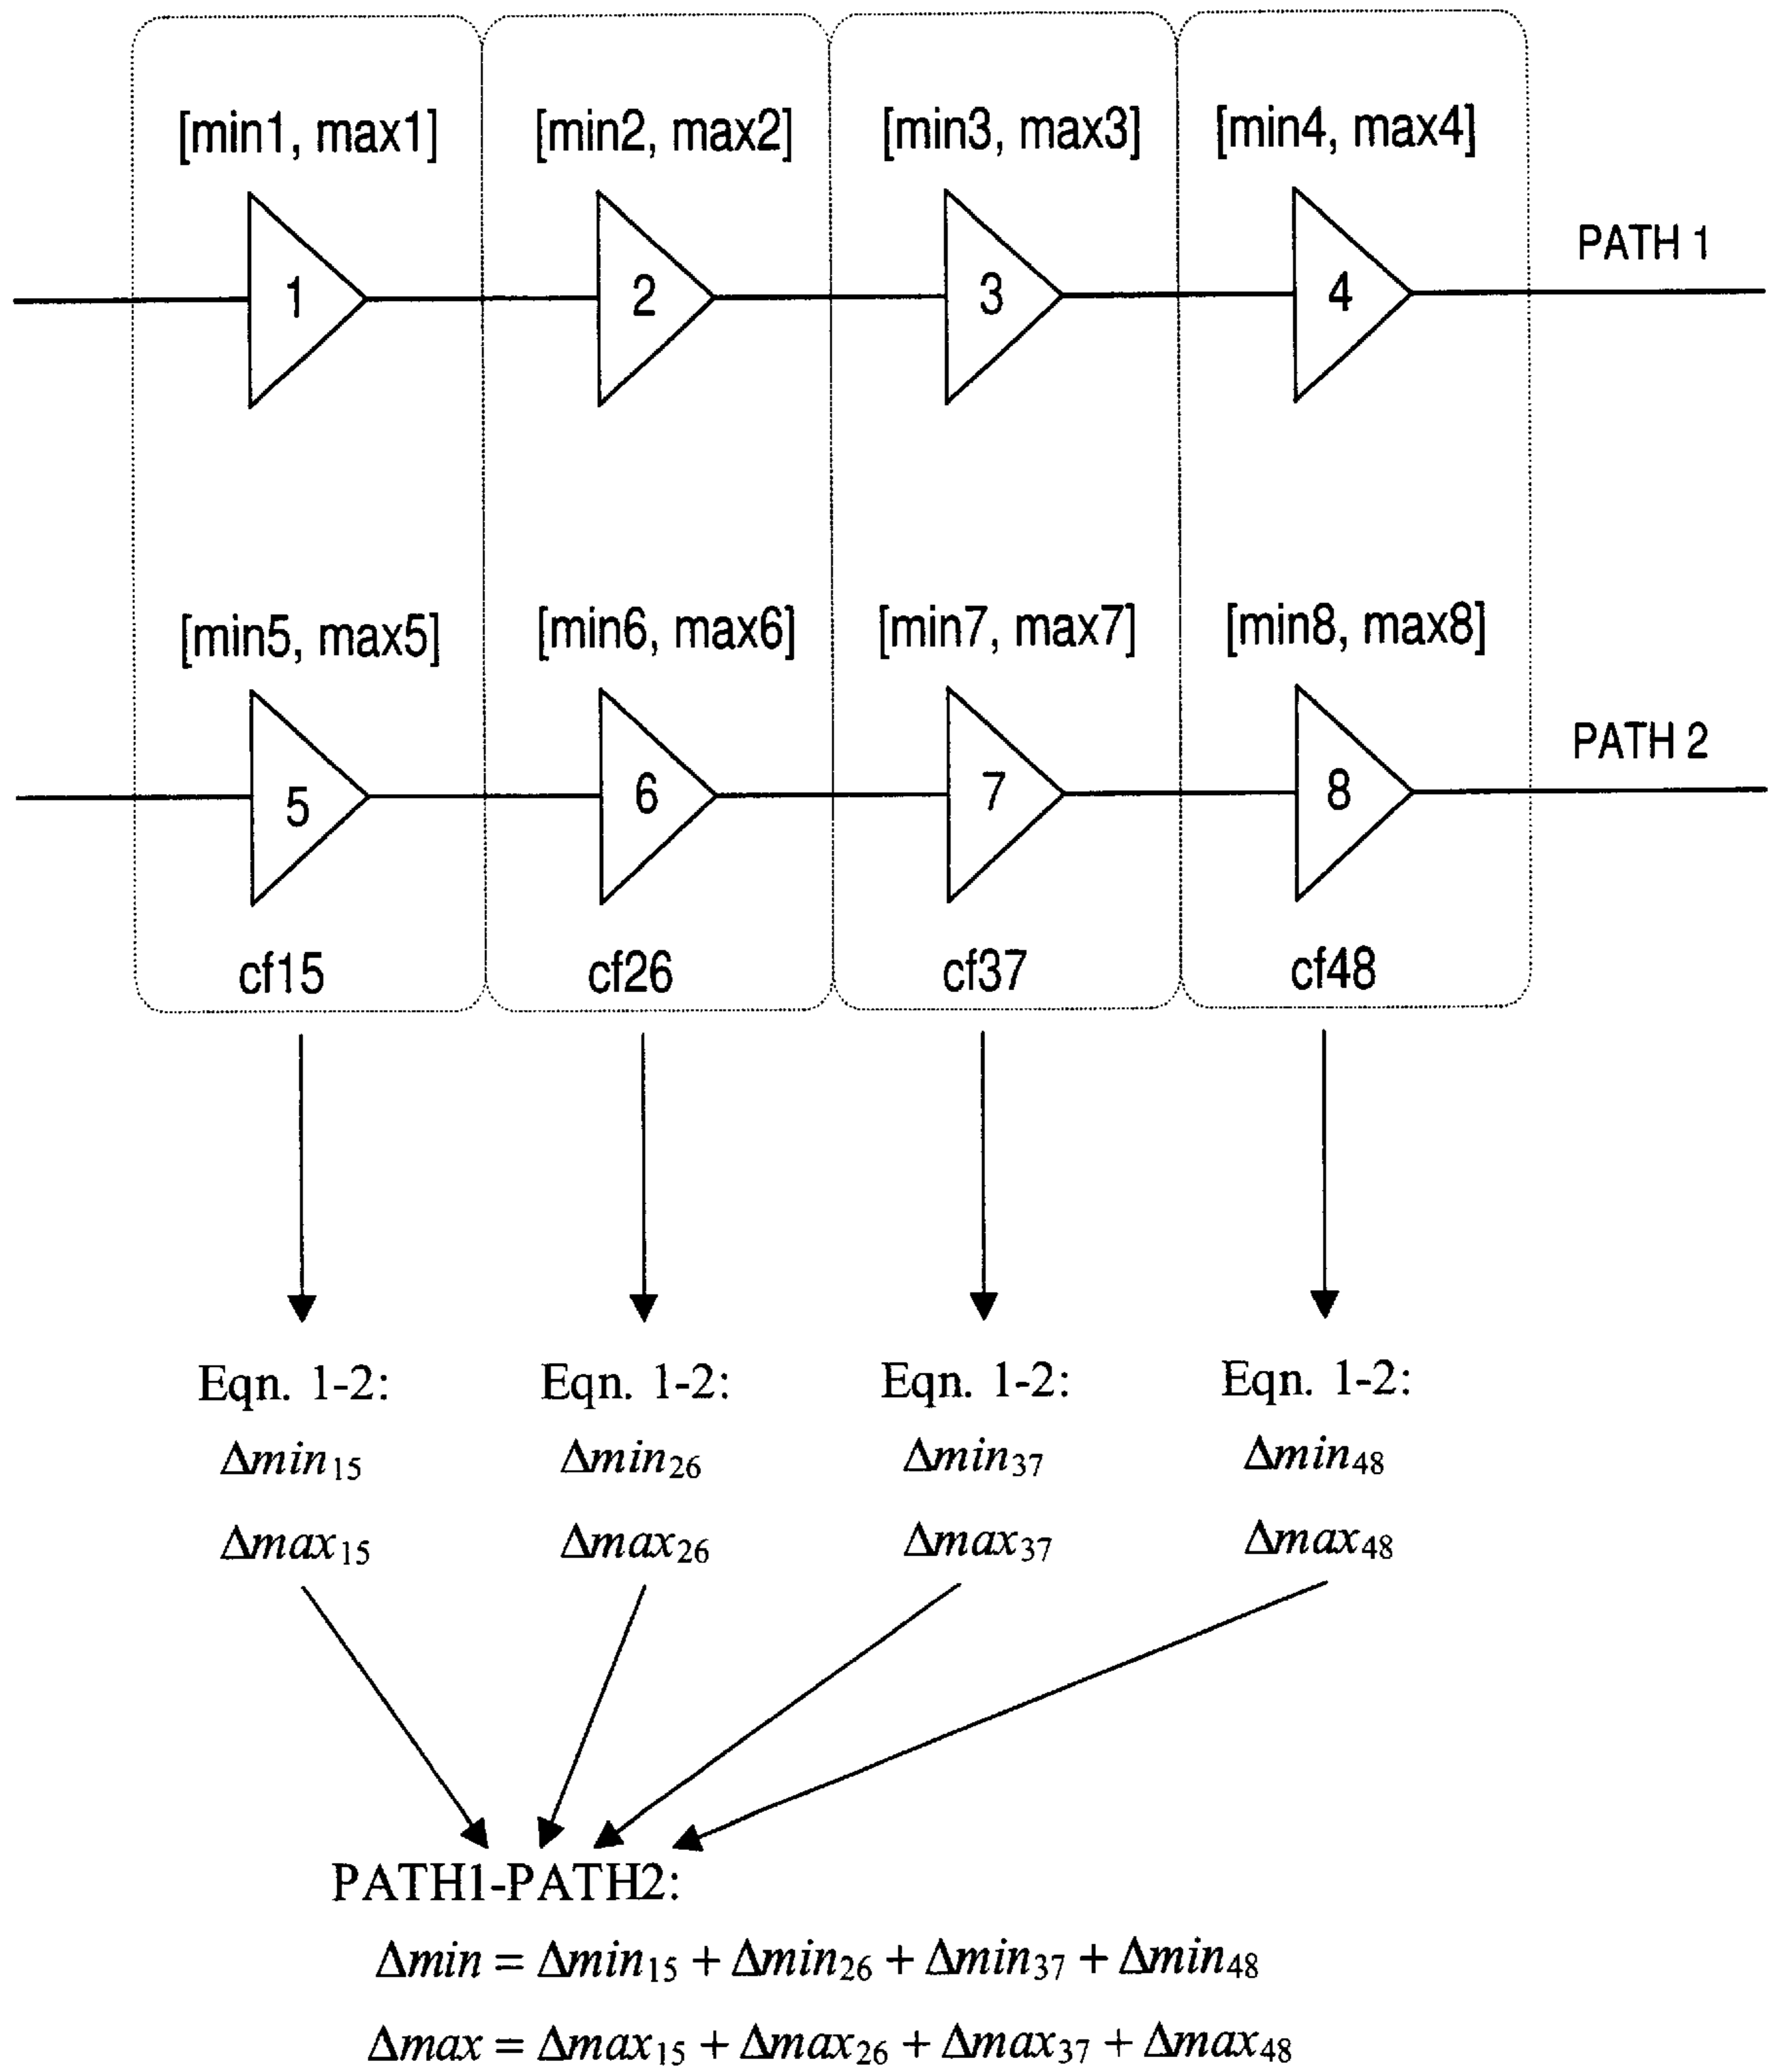 [min1, max1] [min2, max2] [min3, max3] [min4, max4]
PATH 1
1 2 3 4
[min5, max5] [min6, max6] [min7, max7] [min8, max8]
PATH 2
5 6 7 8
cf15 cf26 cf37 cf48
Eqn. 1-2: Eqn. 1-2: Eqn. 1-2: Eqn. 1-2:
Δmin₁₅ Δmin₂₆ Δmin₃₇ Δmin₄₈
Δmax₁₅ Δmax₂₆ Δmax₃₇ Δmax₄₈
PATH1-PATH2:
Δmin = Δmin₁₅ + Δmin₂₆ + Δmin₃₇ + Δmin₄₈
Δmax = Δmax₁₅ + Δmax₂₆ + Δmax₃₇ + Δmax₄₈